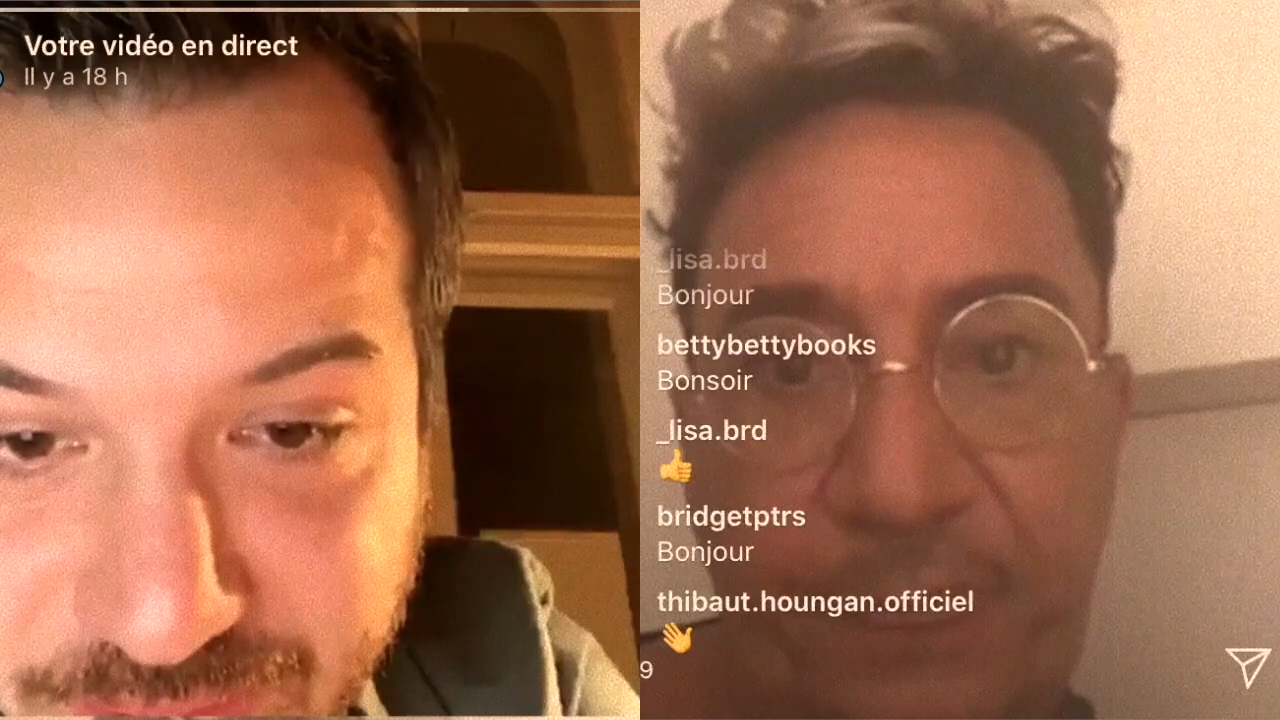 Votre vidéo en direct
Il y a 18 h
_lisa.brd
Bonjour
bettybettybooks
Bonsoir
_lisa.brd
👍
bridgetptrs
Bonjour
thibaut.houngan.officiel
👋
9